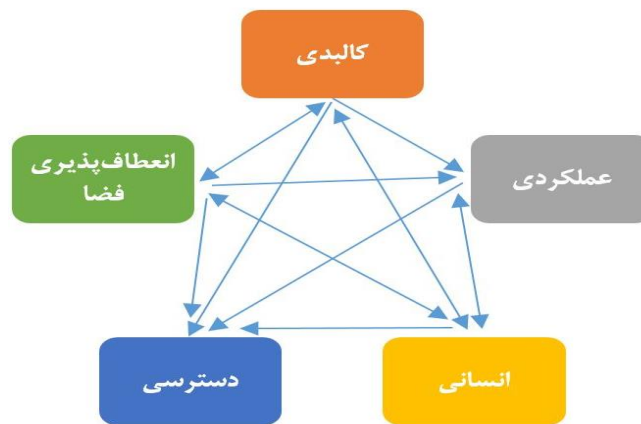 کالبدی
عملکردی
انعطاف‌پذیری
فضا
انسانی
دسترسی